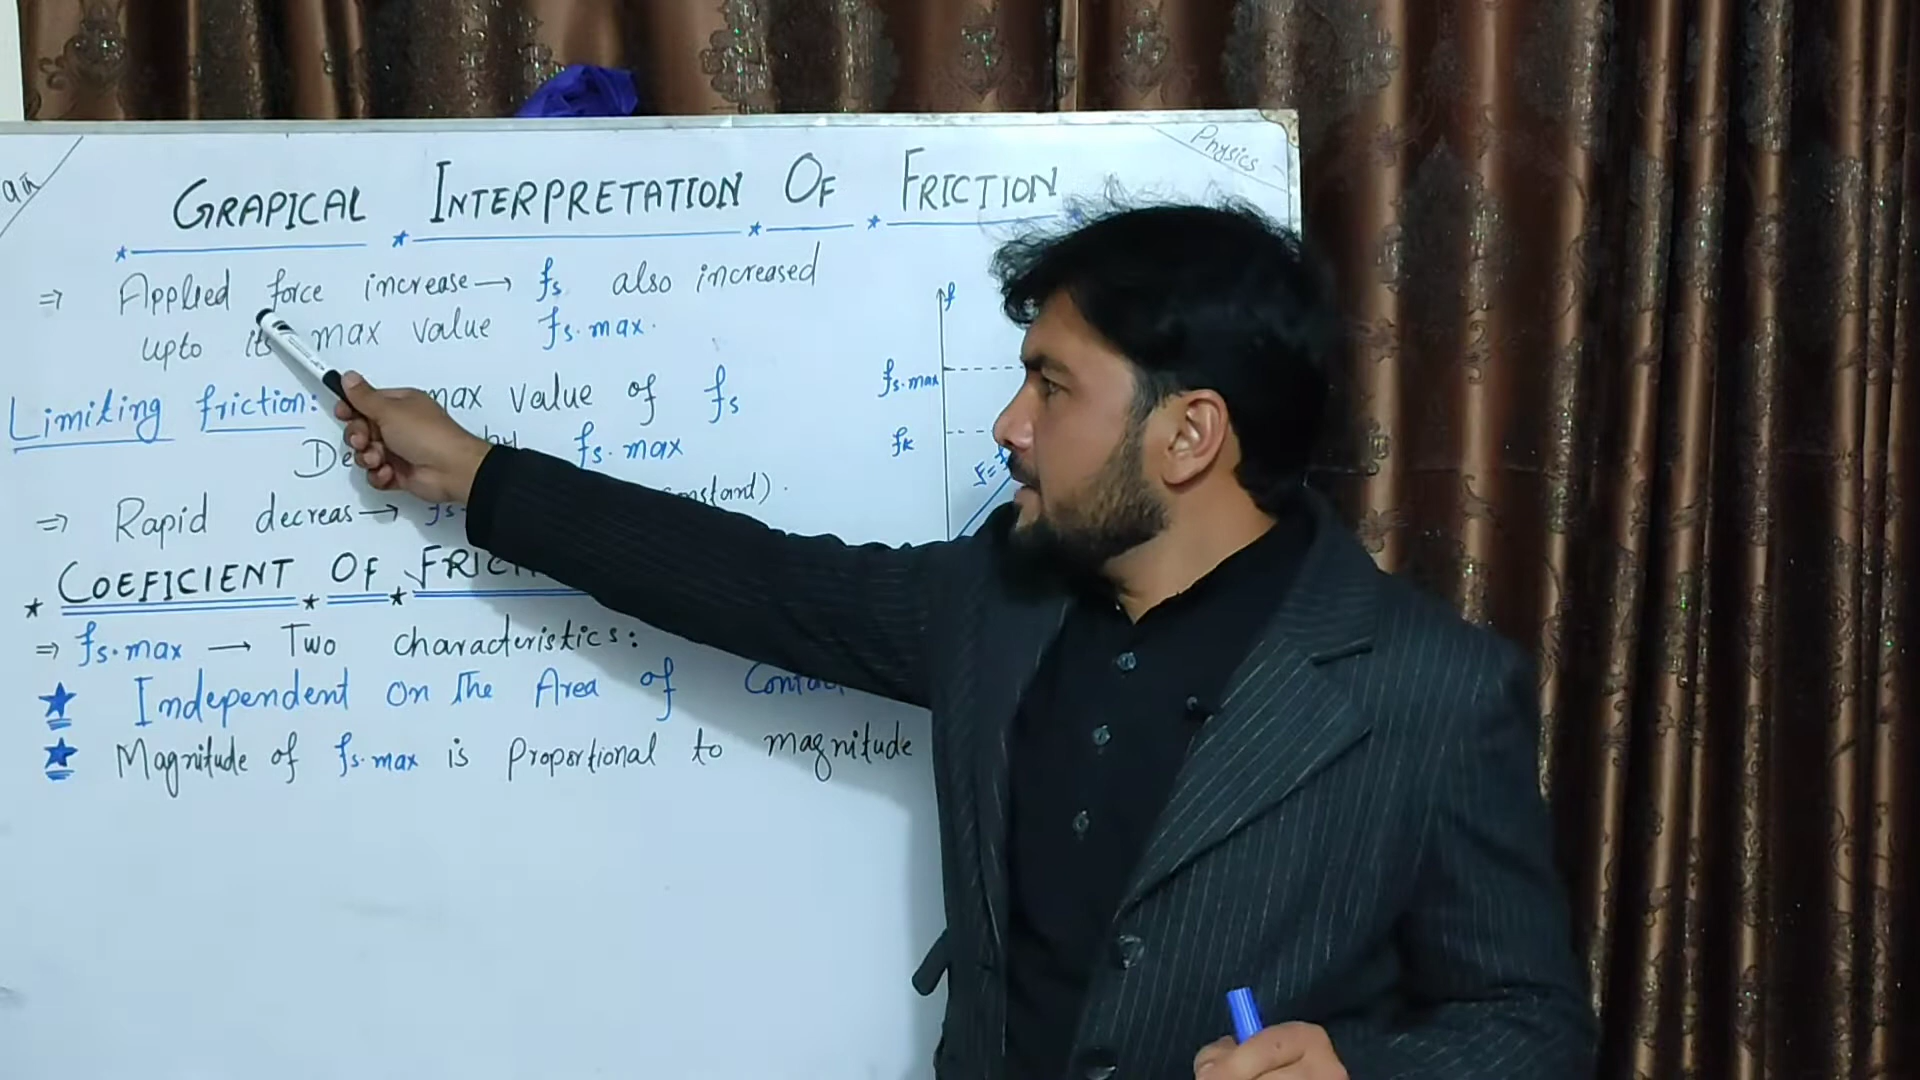 Physics
GRAPICAL INTERPRETATION OF FRICTION
⇒ Applied force increase → fs also increased
upto its max value fs.max.
Limiting friction: max value of fs
by fs.max
⇒ Rapid decreas →
* COEFICIENT OF
⇒ fs.max → Two characteristics:
★ Independent on The Area of
★ Magnitude of fs.max is proportional to magnitude
f
fs.max
fk